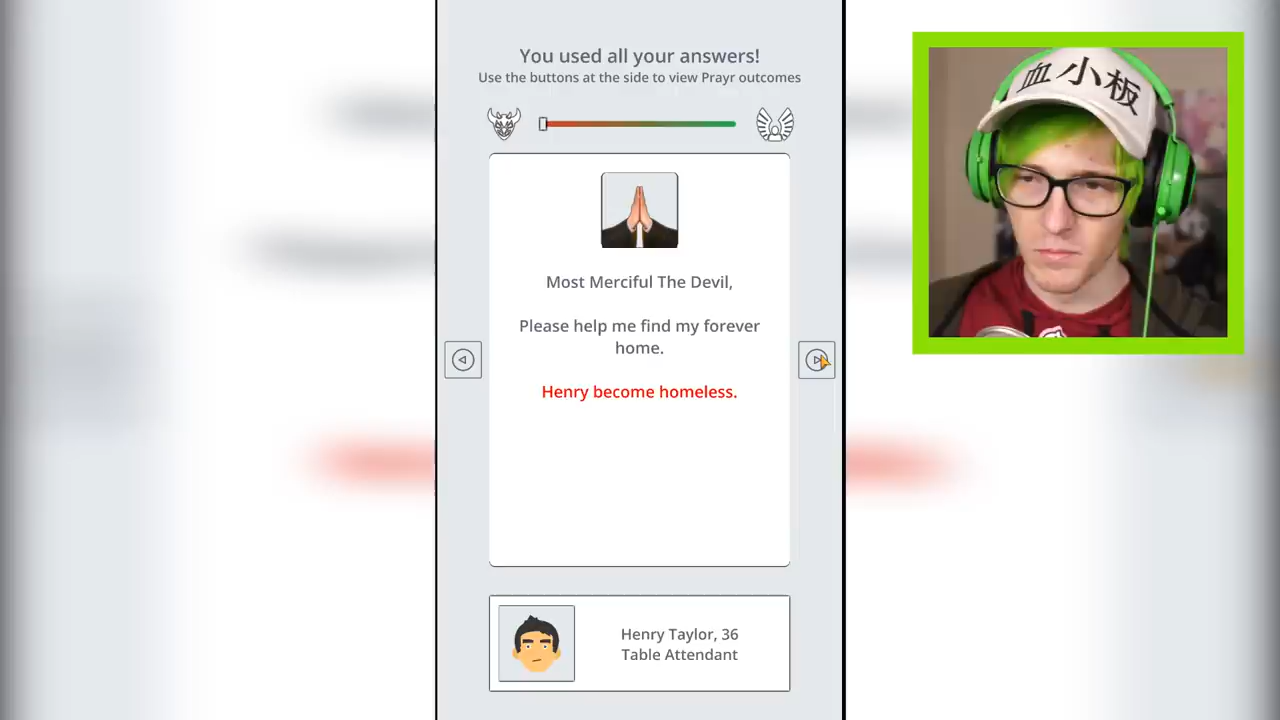 You used all your answers!
Use the buttons at the side to view Prayr outcomes
血小板
Most Merciful The Devil,
Please help me find my forever
home.
Henry become homeless.
Henry Taylor, 36
Table Attendant